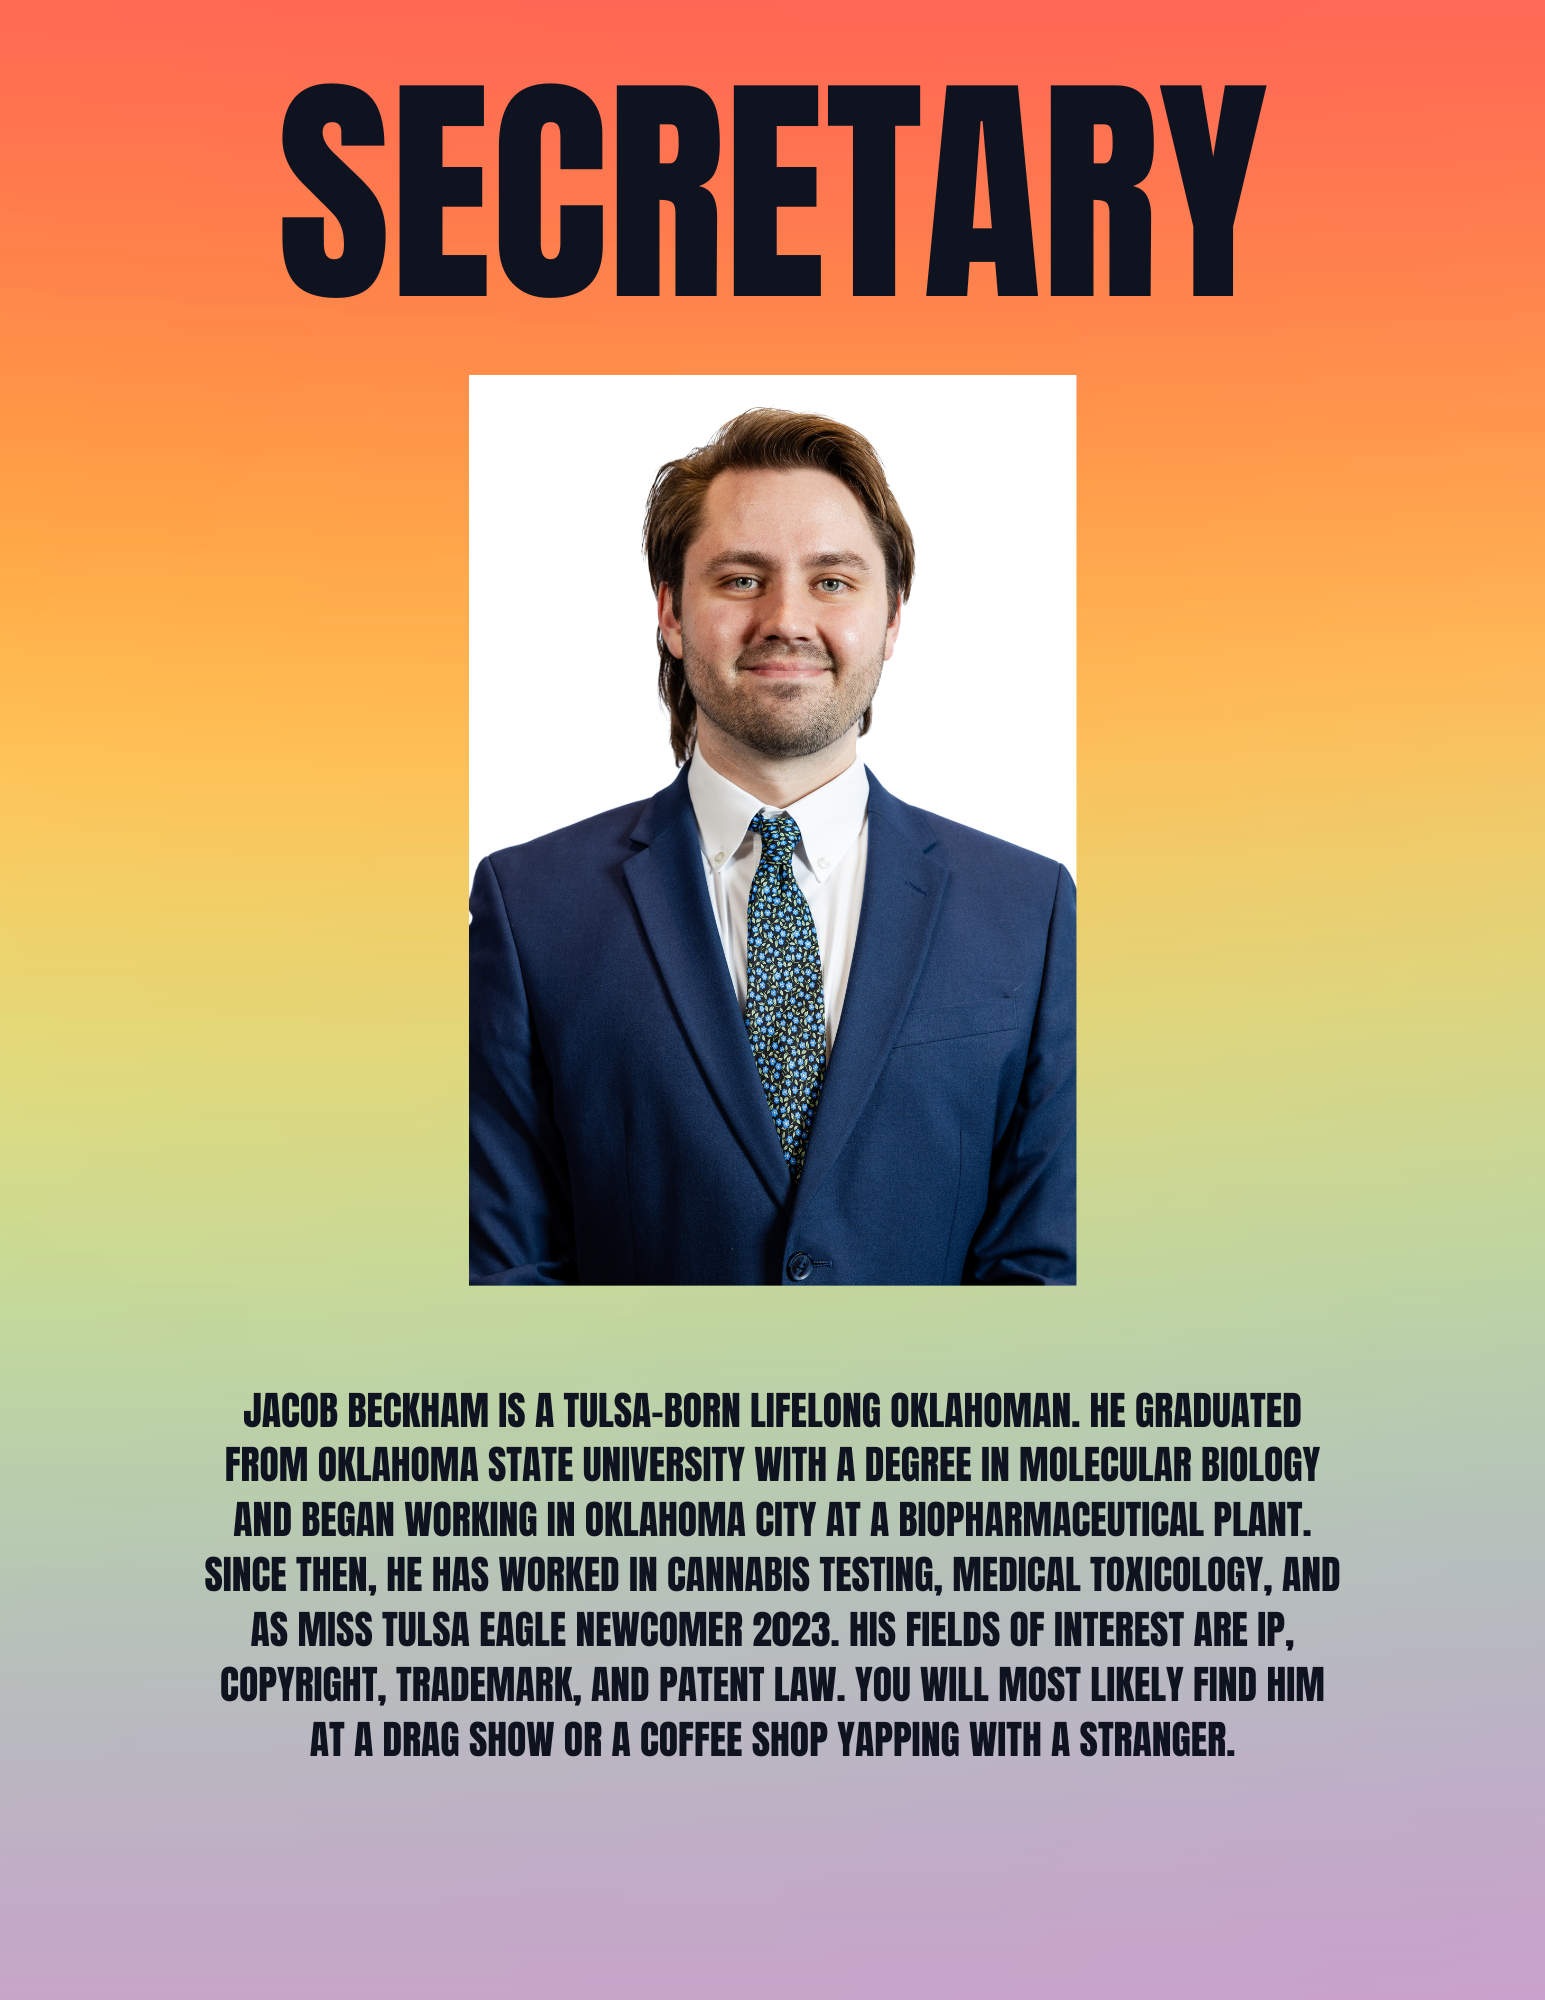 SECRETARY
JACOB BECKHAM IS A TULSA-BORN LIFELONG OKLAHOMAN. HE GRADUATED
FROM OKLAHOMA STATE UNIVERSITY WITH A DEGREE IN MOLECULAR BIOLOGY
AND BEGAN WORKING IN OKLAHOMA CITY AT A BIOPHARMACEUTICAL PLANT.
SINCE THEN, HE HAS WORKED IN CANNABIS TESTING, MEDICAL TOXICOLOGY, AND
AS MISS TULSA EAGLE NEWCOMER 2023. HIS FIELDS OF INTEREST ARE IP,
COPYRIGHT, TRADEMARK, AND PATENT LAW. YOU WILL MOST LIKELY FIND HIM
AT A DRAG SHOW OR A COFFEE SHOP YAPPING WITH A STRANGER.